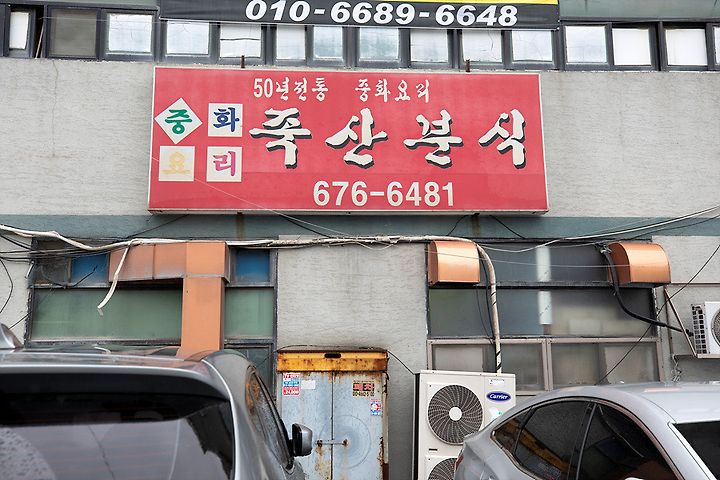 010-6689-6648
50년전통 중화요리
중화
요리
죽산분식
676-6481
Carrier